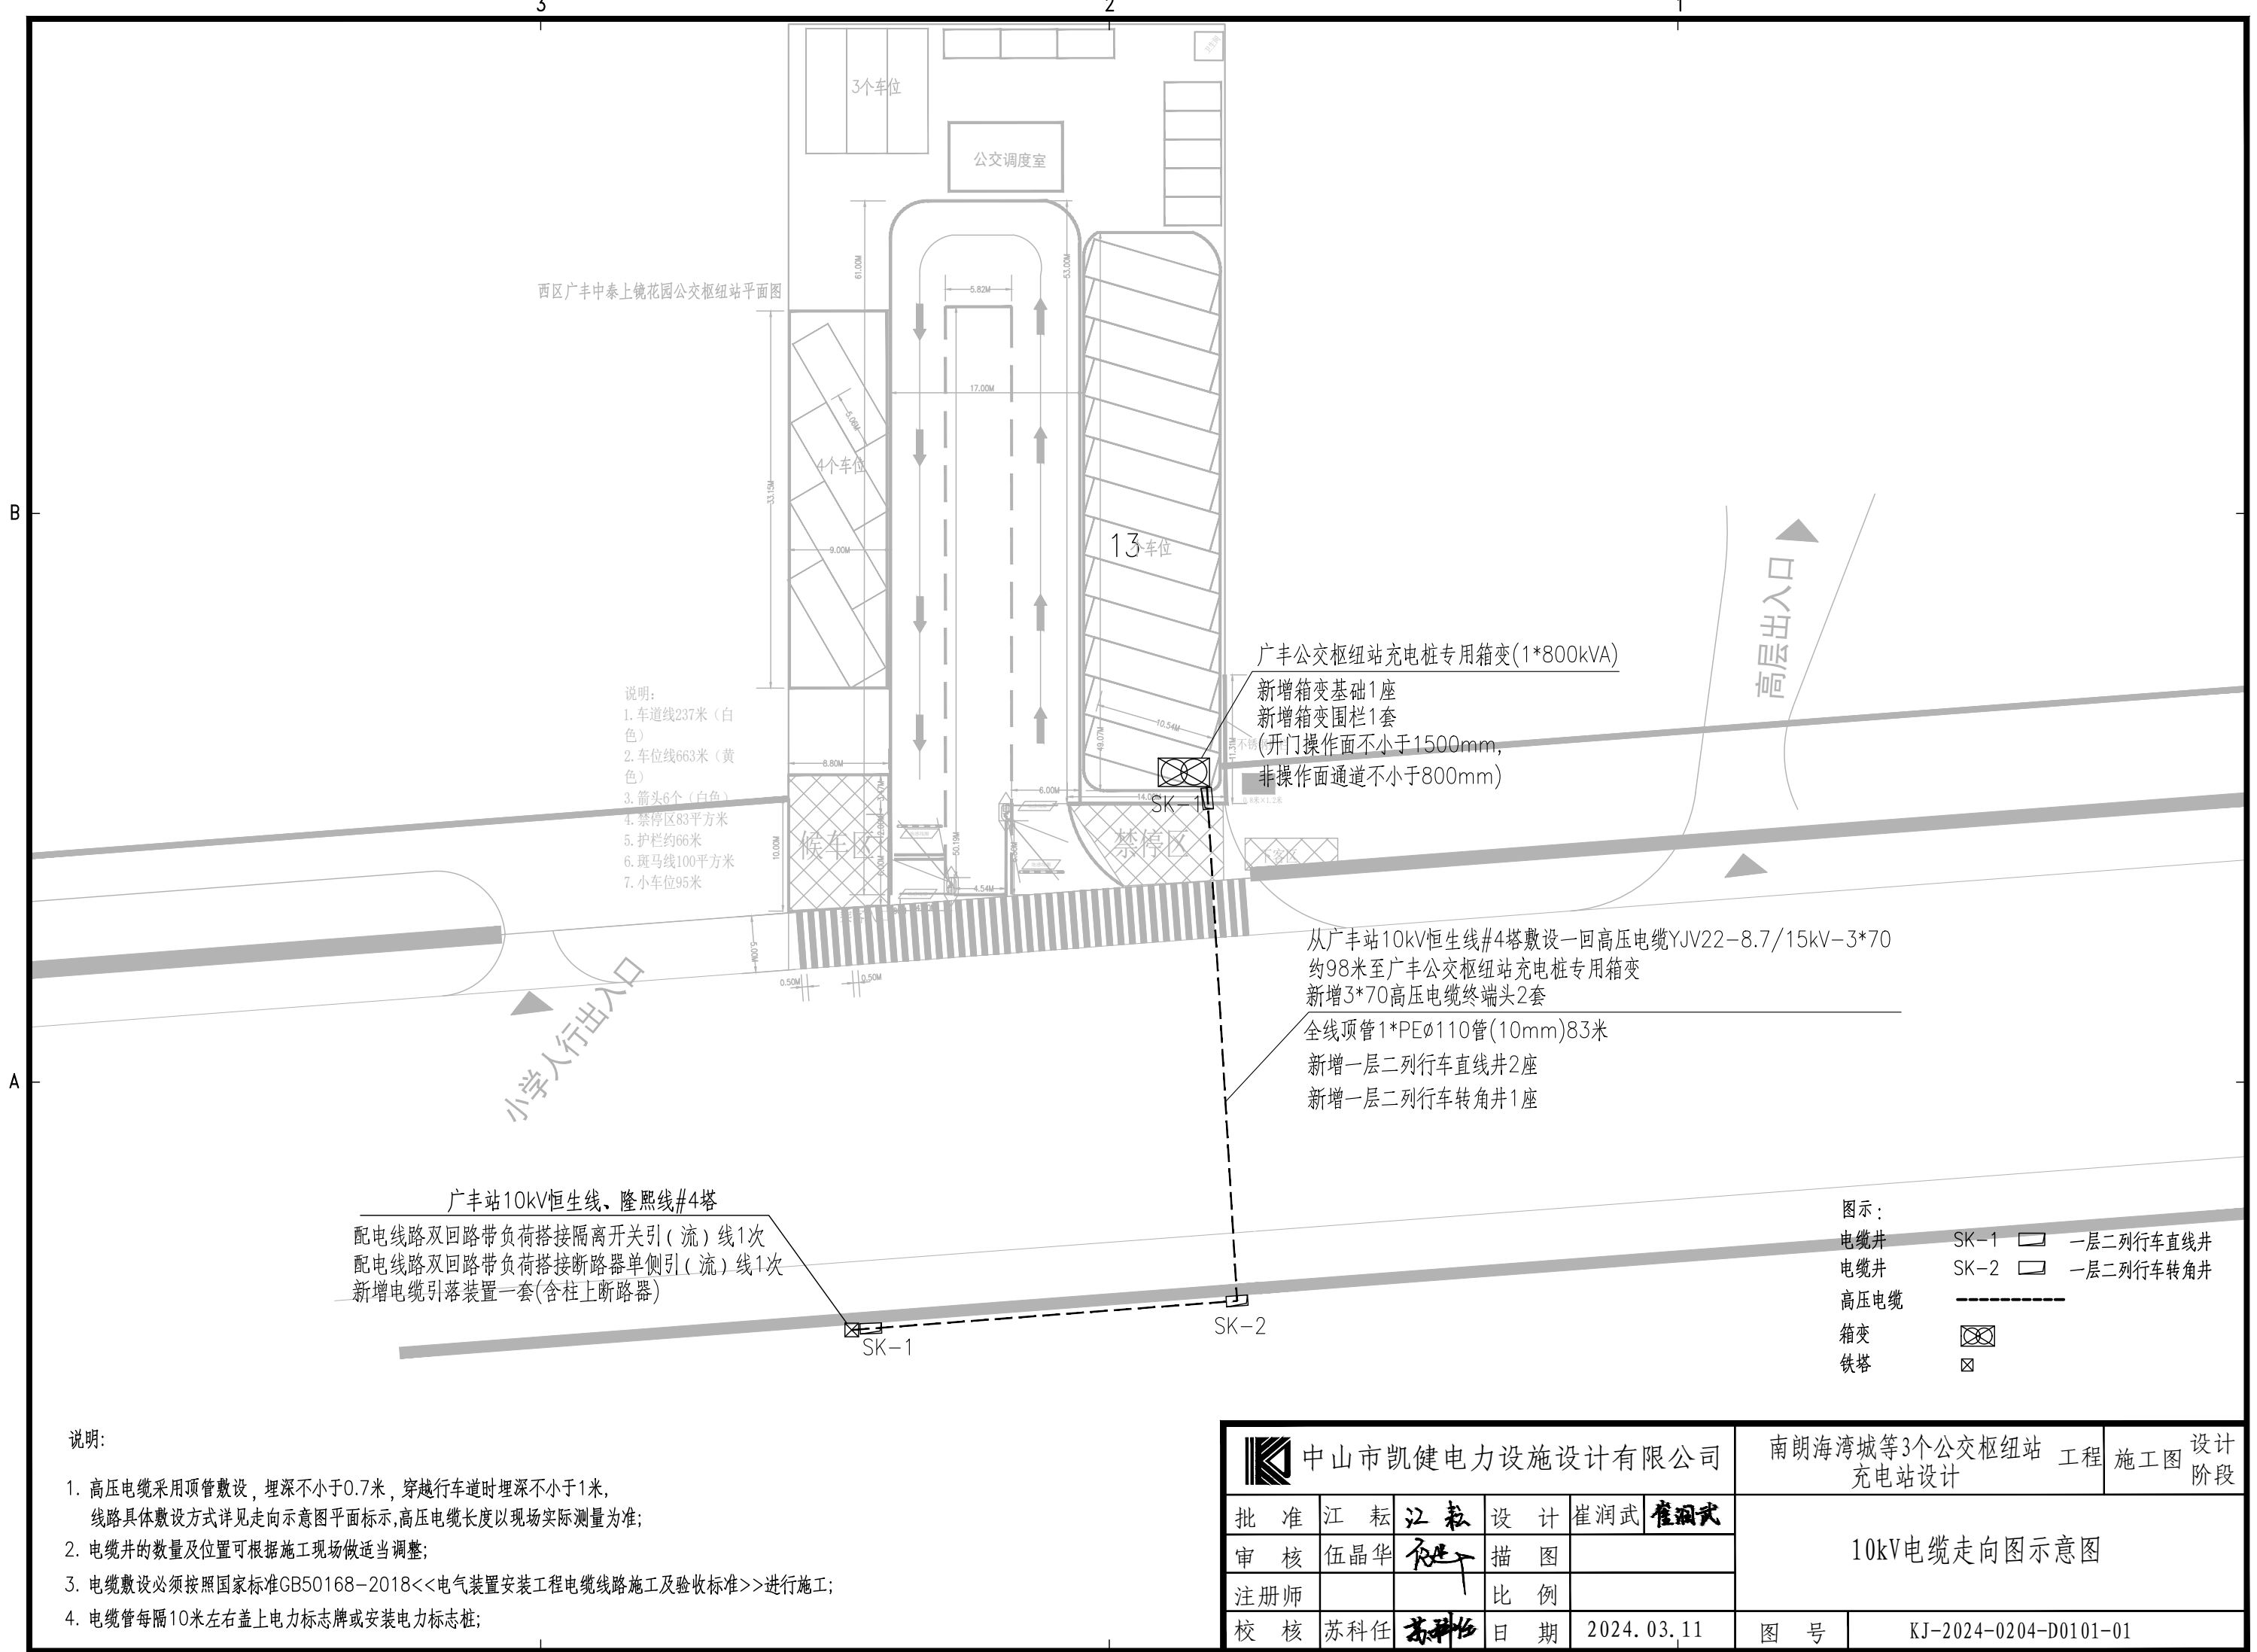 3
2
1
B
A
3个车位
卫生间
公交调度室
西区广丰中泰上镜花园公交枢纽站平面图
61.00M
53.00M
5.82M
17.00M
5.06M
4个车位
33.15M
9.00M
13个车位
说明:
1.车道线237米（白
色）
2.车位线663米（黄
色）
3.箭头6个（白色）
4.禁停区83平方米
5.护栏约66米
6.斑马线100平方米
7.小车位95米
8.80M
10.00M
候车区
50.19M
4.54M
6.00M
14.00M
49.07M
10.54M
11.31M
禁停区
下客区
5.00M
0.50M
0.50M
高层出入口
小学人行出入口
广丰公交枢纽站充电桩专用箱变(1*800kVA)
新增箱变基础1座
新增箱变围栏1套
(开门操作面不小于1500mm,
非操作面通道不小于800mm)
SK-1
从广丰站10kV恒生线#4塔敷设一回高压电缆YJV22-8.7/15kV-3*70
约98米至广丰公交枢纽站充电桩专用箱变
新增3*70高压电缆终端头2套
全线顶管1*PEø110管(10mm)83米
新增一层二列行车直线井2座
新增一层二列行车转角井1座
广丰站10kV恒生线、隆熙线#4塔
配电线路双回路带负荷搭接隔离开关引(流)线1次
配电线路双回路带负荷搭接断路器单侧引(流)线1次
新增电缆引落装置一套(含柱上断路器)
SK-1
SK-2
图示:
电缆井 SK-1 一层二列行车直线井
电缆井 SK-2 一层二列行车转角井
高压电缆
箱变
铁塔
说明:
1. 高压电缆采用顶管敷设,埋深不小于0.7米,穿越行车道时埋深不小于1米,
线路具体敷设方式详见走向示意图平面标示,高压电缆长度以现场实际测量为准;
2. 电缆井的数量及位置可根据施工现场做适当调整;
3. 电缆敷设必须按照国家标准GB50168-2018<<电气装置安装工程电缆线路施工及验收标准>>进行施工;
4. 电缆管每隔10米左右盖上电力标志牌或安装电力标志桩;
中山市凯健电力设施设计有限公司
南朗海湾城等3个公交枢纽站
充电站设计
工程 施工图 设计
阶段
批 准 江 耘 江耘 设 计 崔润武 崔润武
审 核 伍晶华 描 图
注册师 比 例
校 核 苏科任 苏科任 日 期 2024.03.11
10kV电缆走向图示意图
图 号 KJ-2024-0204-D0101-01